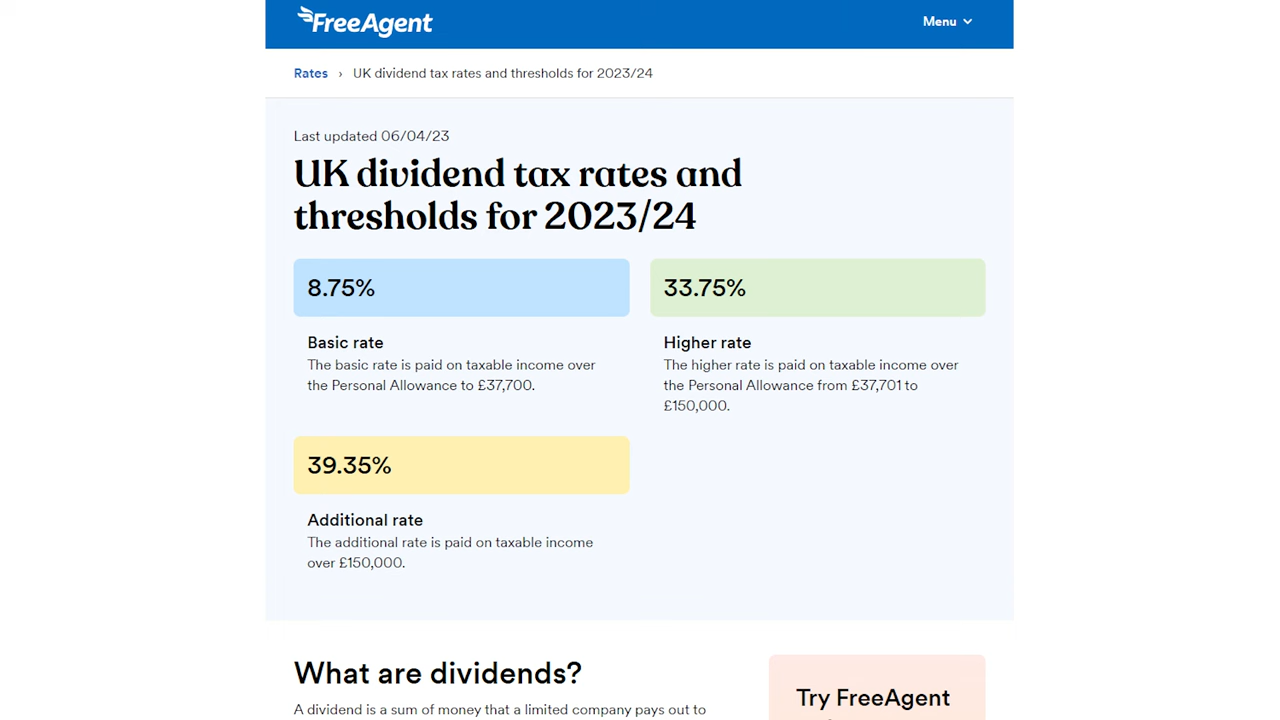 FreeAgent
Menu
Rates › UK dividend tax rates and thresholds for 2023/24
Last updated 06/04/23
UK dividend tax rates and
thresholds for 2023/24
8.75%
Basic rate
The basic rate is paid on taxable income over
the Personal Allowance to £37,700.
33.75%
Higher rate
The higher rate is paid on taxable income over
the Personal Allowance from £37,701 to
£150,000.
39.35%
Additional rate
The additional rate is paid on taxable income
over £150,000.
What are dividends?
A dividend is a sum of money that a limited company pays out to
Try FreeAgent